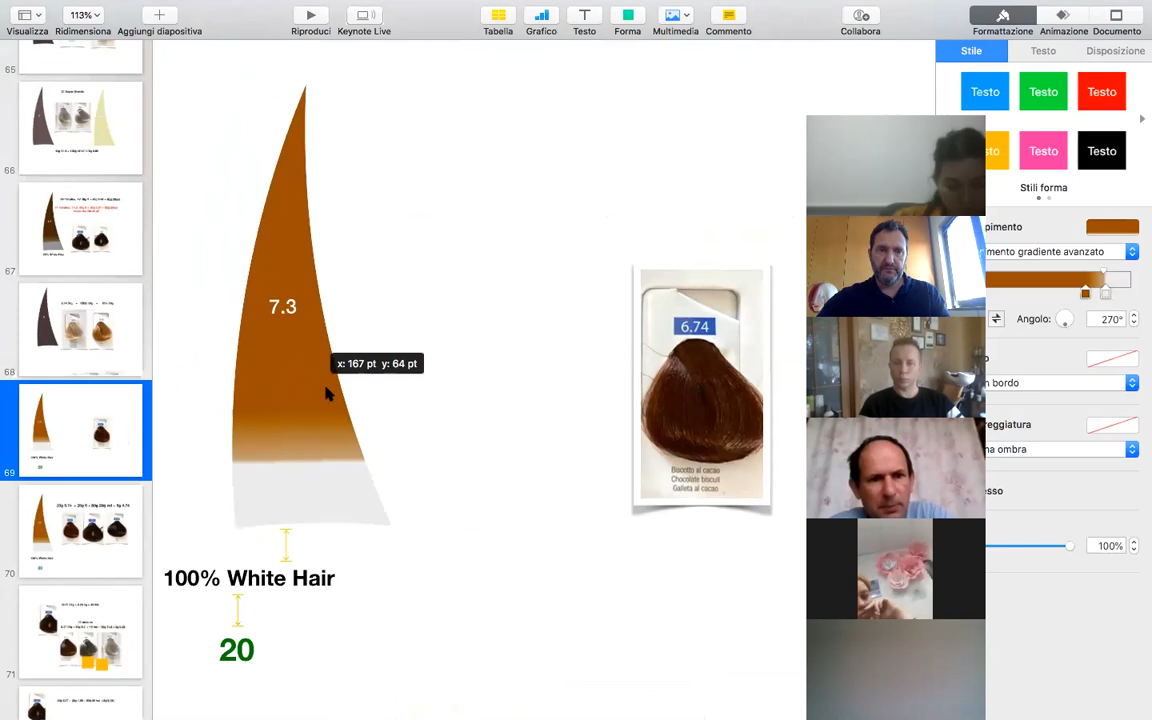 113%
Visualizza
Ridimensiona
Aggiungi diapositiva
Riproduci
Keynote Live
Tabella
Grafico
Testo
Forma
Multimedia
Commento
Collabora
Formattazione
Animazione
Documento
Stile
Testo
Disposizione
Testo
Testo
Testo
sto
Testo
Testo
Stili forma
pimento
mento gradiente avanzato
Angolo:
270°
n bordo
reggiatura
na ombra
esso
100%
65
66
67
68
69
70
71
7.3
x: 167 pt y: 64 pt
6.74
Biscotto al cacao
Chocolate biscuit
Galleta al cacao
100% White Hair
20